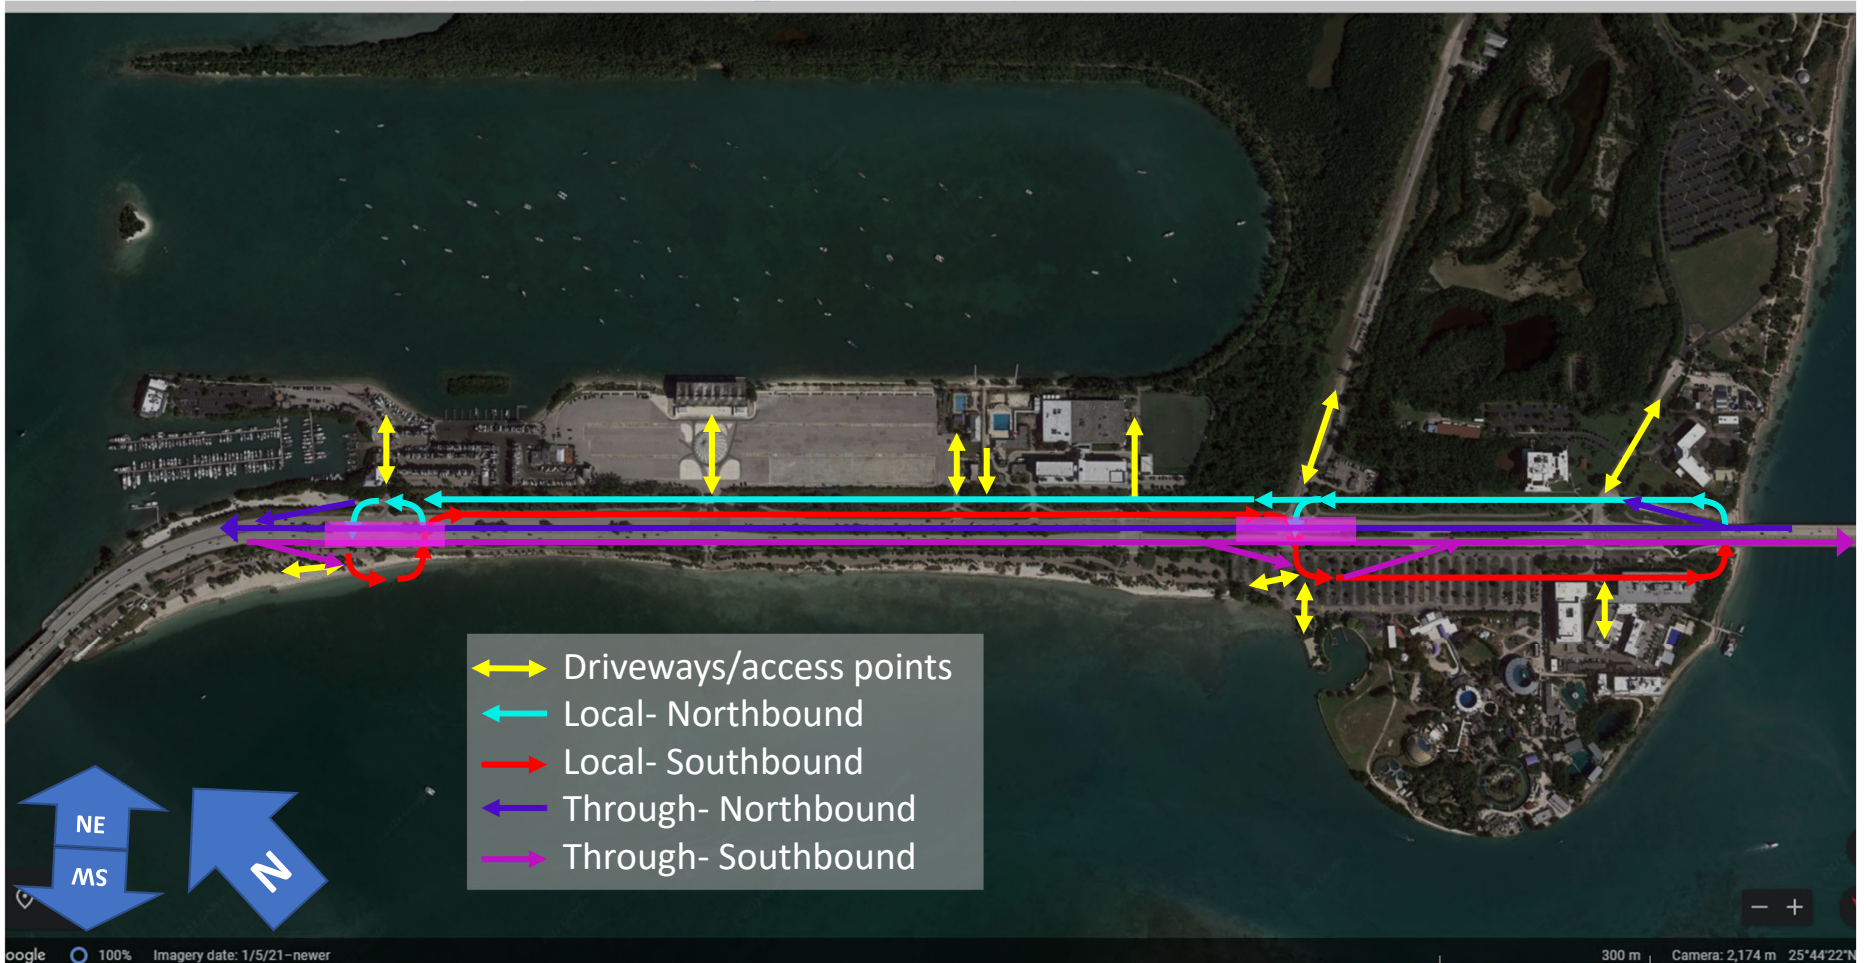 Driveways/access points
Local- Northbound
Local- Southbound
Through- Northbound
Through- Southbound
NE
SW
N
oogle 100% Imagery date: 1/5/21–newer 300 m Camera: 2,174 m 25°44'22"N